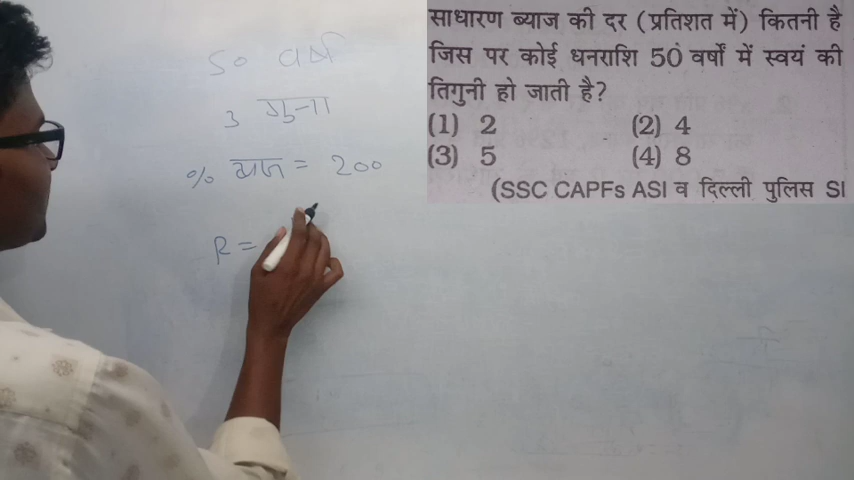 50 वर्ष
3 गुना
% ब्याज = 200
R =
साधारण ब्याज की दर (प्रतिशत में) कितनी है
जिस पर कोई धनराशि 50 वर्षों में स्वयं की
तिगुनी हो जाती है?
(1) 2 (2) 4
(3) 5 (4) 8
(SSC CAPFs ASI व दिल्ली पुलिस SI